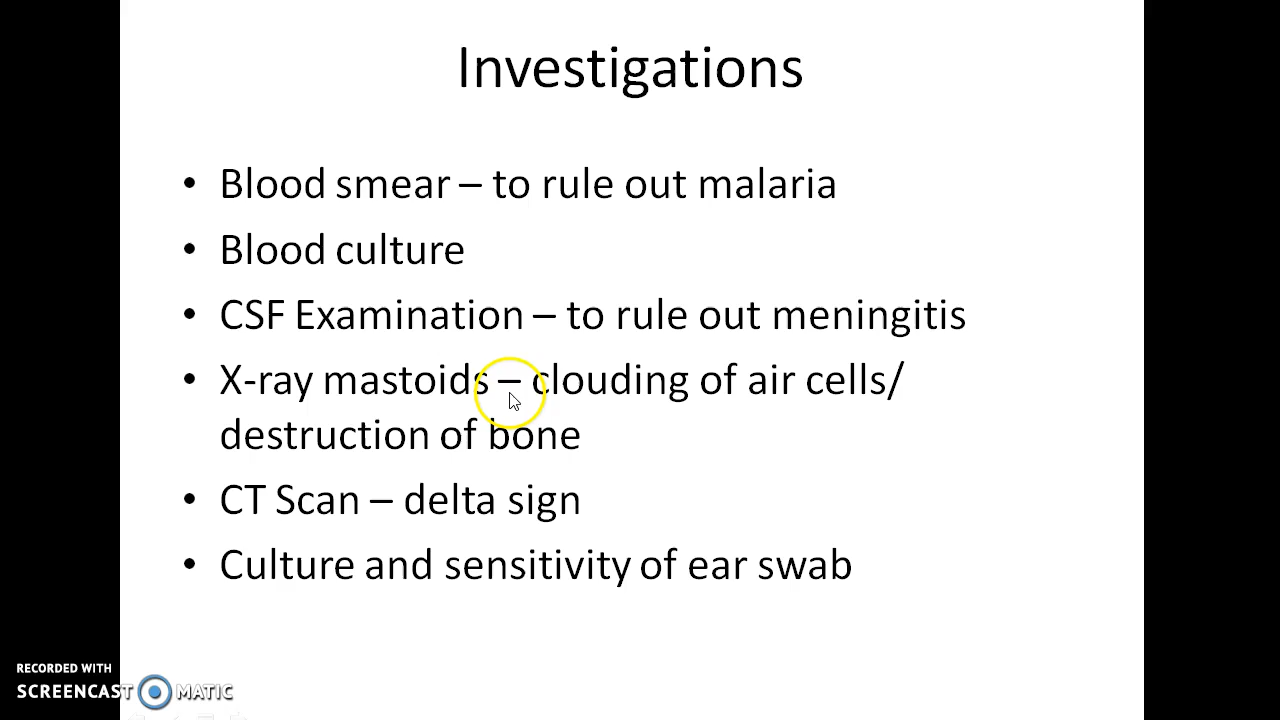 Investigations
• Blood smear – to rule out malaria
• Blood culture
• CSF Examination – to rule out meningitis
• X-ray mastoids – clouding of air cells/
destruction of bone
• CT Scan – delta sign
• Culture and sensitivity of ear swab
RECORDED WITH
SCREENCAST MATIC